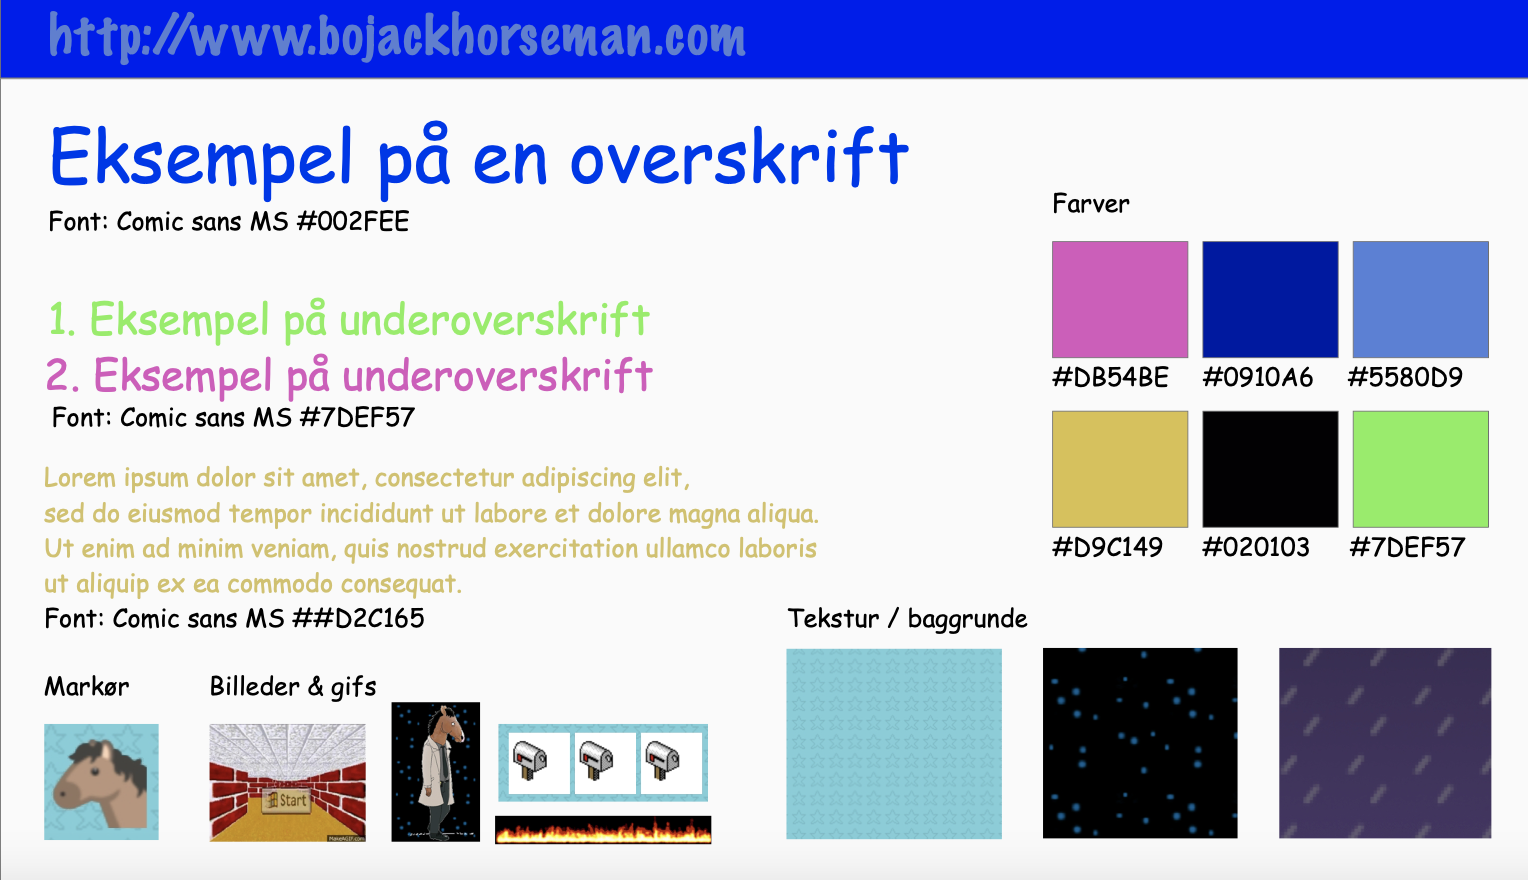 http://www.bojackhorseman.com
Eksempel på en overskrift
Font: Comic sans MS #002FEE
1. Eksempel på underoverskrift
2. Eksempel på underoverskrift
Font: Comic sans MS #7DEF57
Lorem ipsum dolor sit amet, consectetur adipiscing elit,
sed do eiusmod tempor incididunt ut labore et dolore magna aliqua.
Ut enim ad minim veniam, quis nostrud exercitation ullamco laboris
ut aliquip ex ea commodo consequat.
Font: Comic sans MS ##D2C165
Farver
#DB54BE #0910A6 #5580D9
#D9C149 #020103 #7DEF57
Markør
Billeder & gifs
Start
MakeAGIF.com
Tekstur / baggrunde